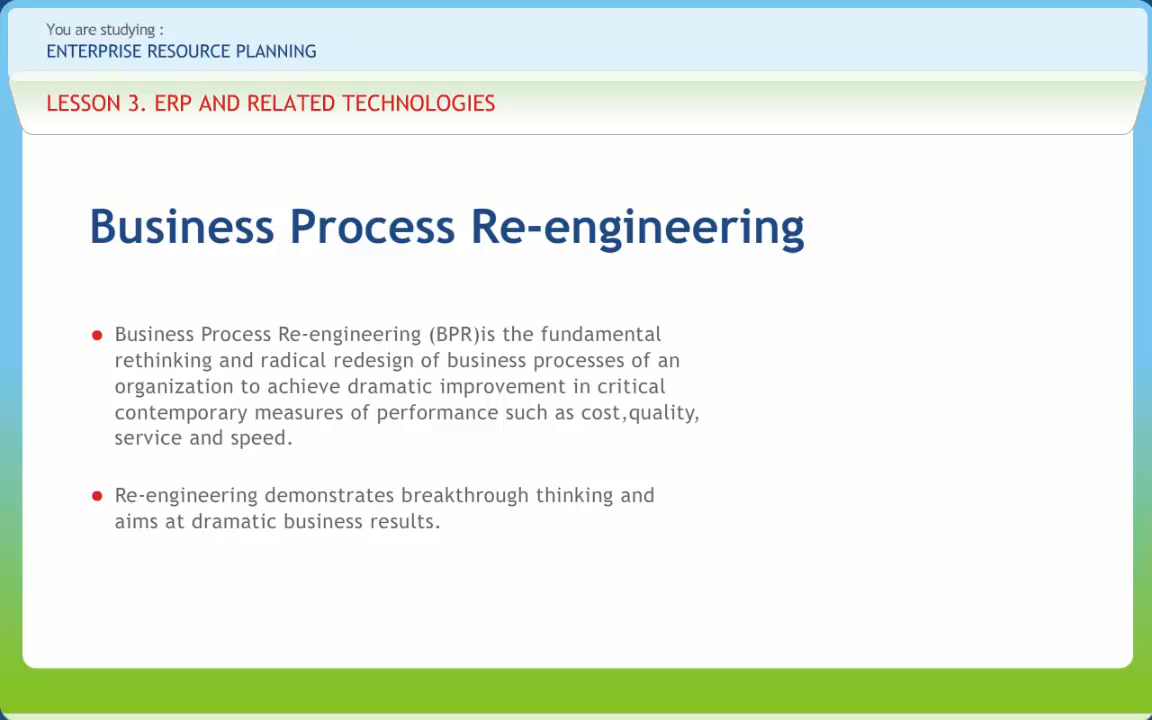 You are studying :
ENTERPRISE RESOURCE PLANNING
LESSON 3. ERP AND RELATED TECHNOLOGIES
Business Process Re-engineering
Business Process Re-engineering (BPR)is the fundamental
rethinking and radical redesign of business processes of an
organization to achieve dramatic improvement in critical
contemporary measures of performance such as cost,quality,
service and speed.
Re-engineering demonstrates breakthrough thinking and
aims at dramatic business results.